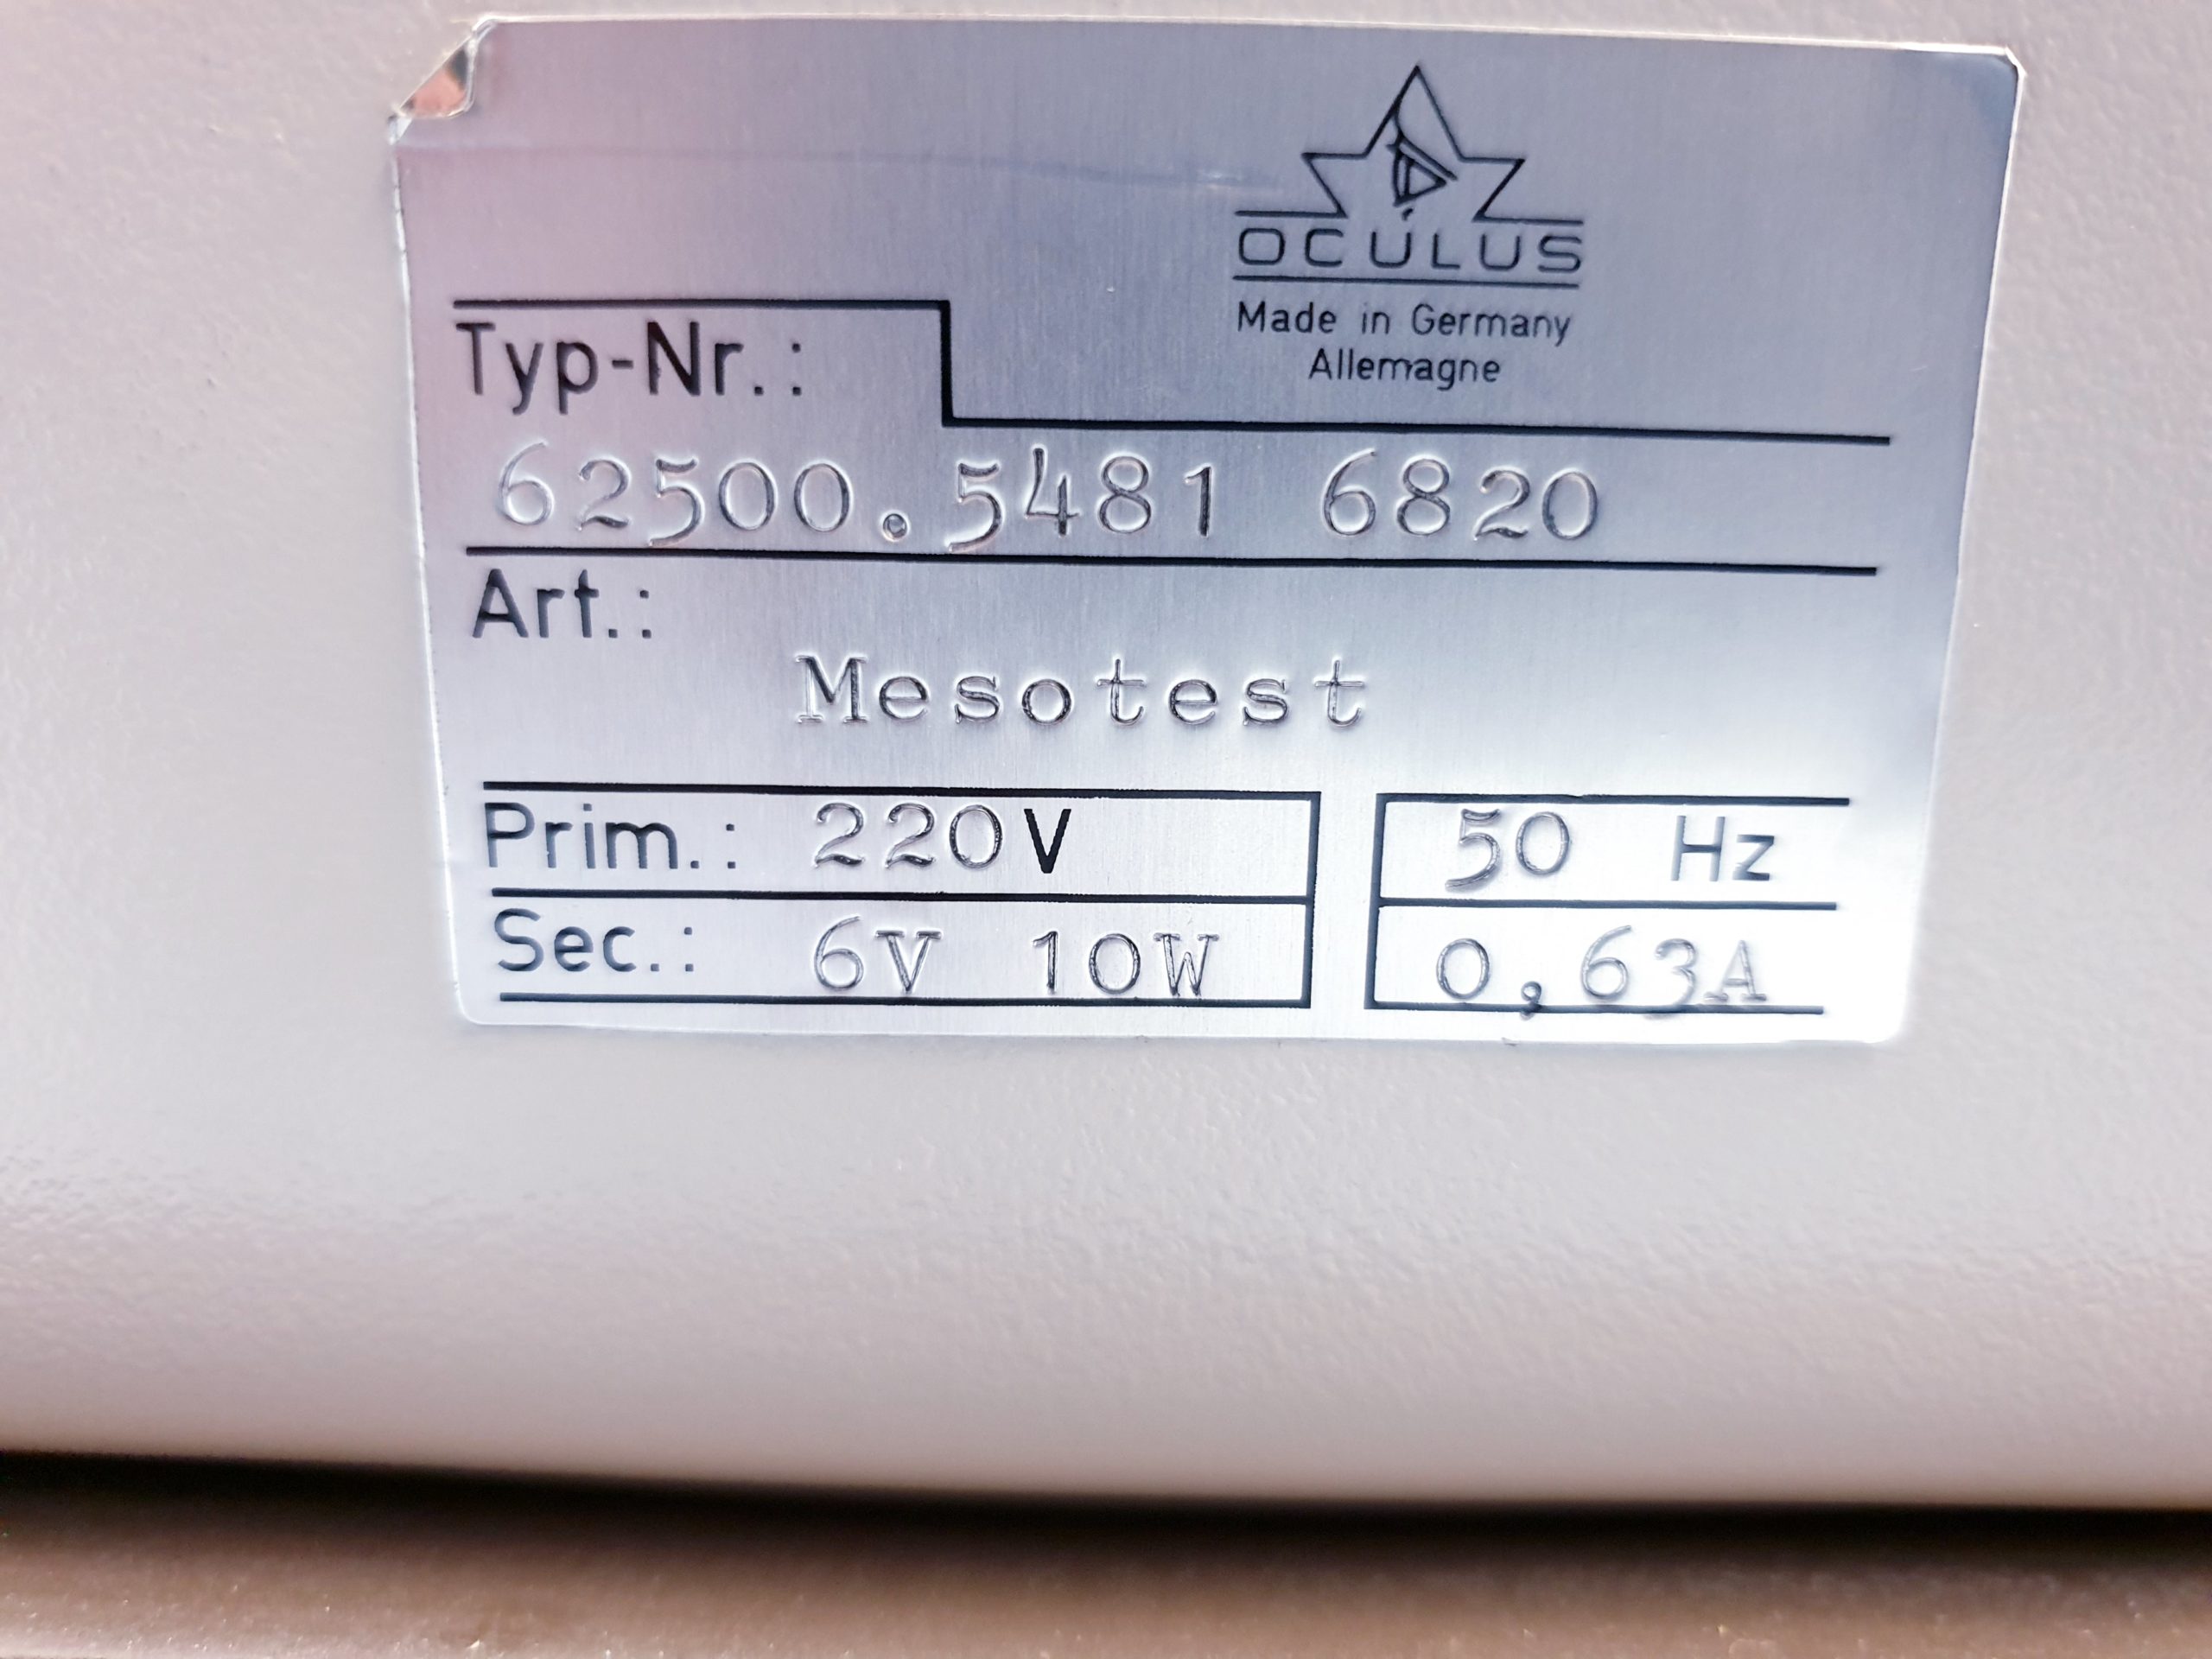 OCULUS
Made in Germany
Allemagne
Typ-Nr.:
62500.5481 6820
Art.:
Mesotest
Prim.: 220V 50 Hz
Sec.: 6V 10W 0,63A